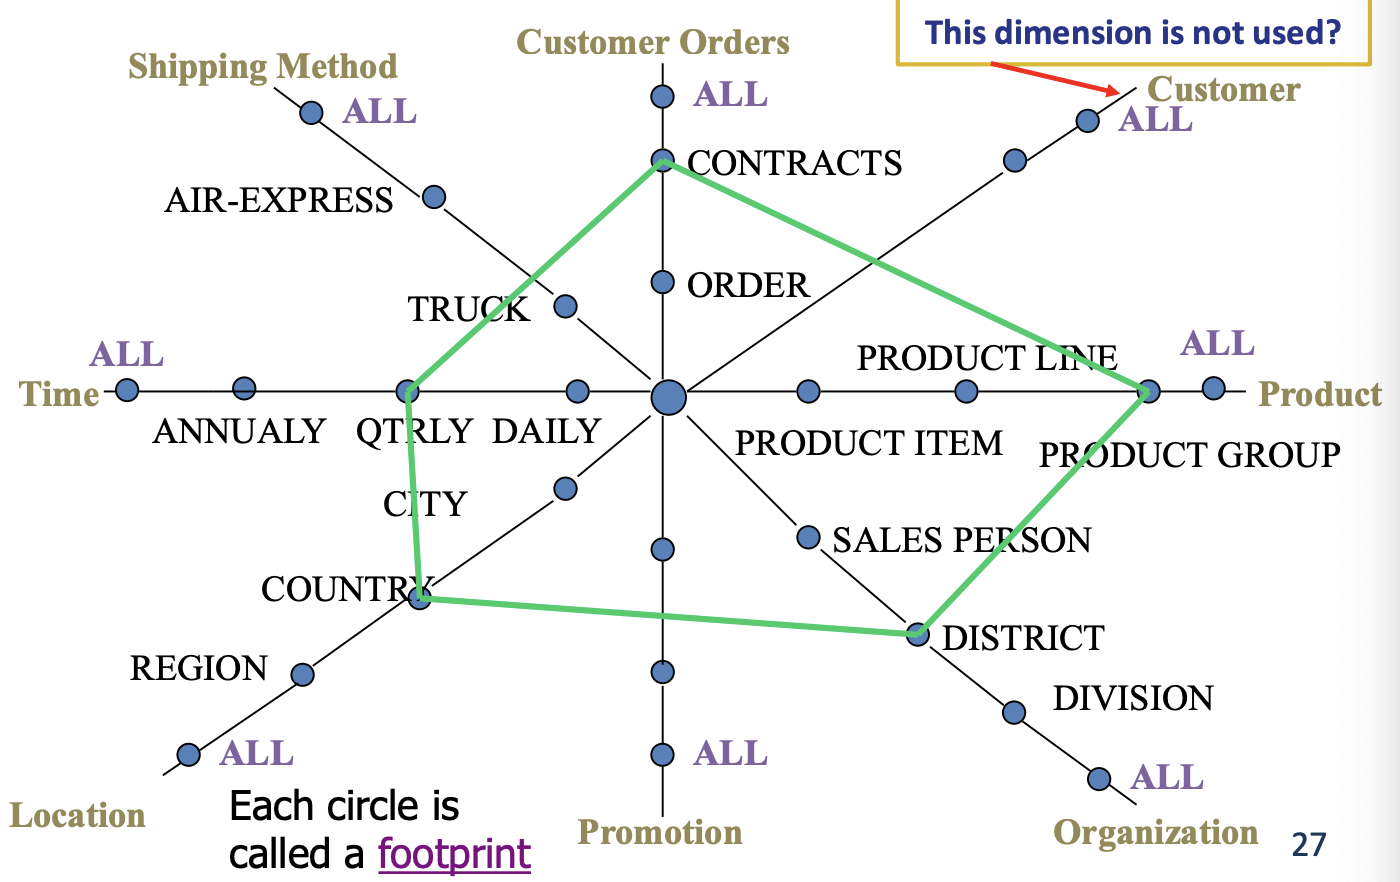 This dimension is not used?
Customer Orders
Shipping Method
Customer
ALL
ALL
ALL
CONTRACTS
AIR-EXPRESS
ORDER
TRUCK
ALL
PRODUCT LINE
ALL
Time
Product
ANNUALY QTRLY DAILY
PRODUCT ITEM
PRODUCT GROUP
CITY
SALES PERSON
COUNTRY
DISTRICT
REGION
DIVISION
ALL
ALL
ALL
Each circle is
called a footprint
Location
Promotion
Organization
27